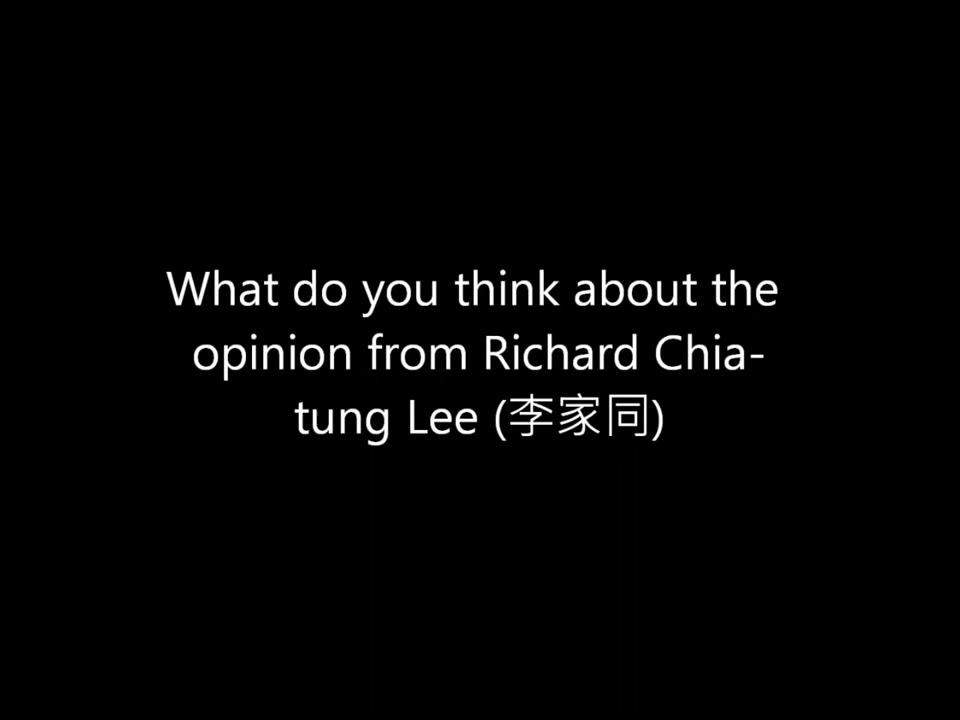 What do you think about the
opinion from Richard Chia-
tung Lee (李家同)